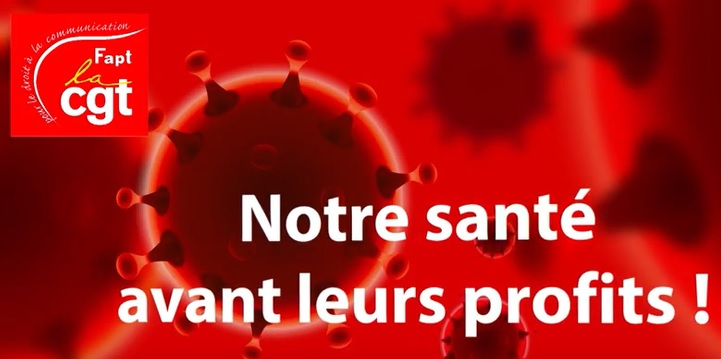 pour le droit à la communication
Fapt
la
cgt
Notre santé
avant leurs profits !